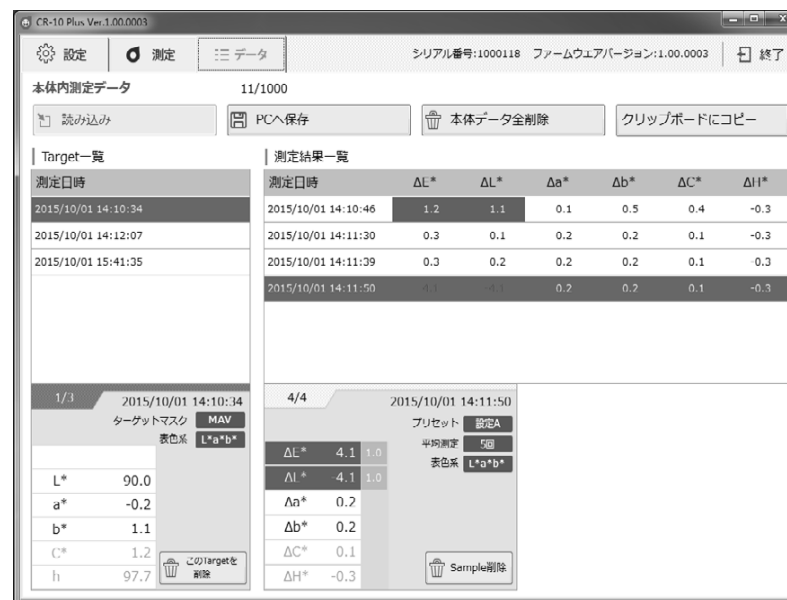 CR-10 Plus Ver.1.00.0003
設定 測定 データ シリアル番号:1000118 ファームウエアバージョン:1.00.0003 終了
本体内測定データ 11/1000
読み込み PCへ保存 本体データ全削除 クリップボードにコピー
Target一覧 測定結果一覧
測定日時 測定日時 ΔE* ΔL* Δa* Δb* ΔC* ΔH*
2015/10/01 14:10:34 2015/10/01 14:10:46 1.2 1.1 0.1 0.5 0.4 -0.3
2015/10/01 14:12:07 2015/10/01 14:11:30 0.3 0.1 0.2 0.2 0.1 -0.3
2015/10/01 15:41:35 2015/10/01 14:11:39 0.3 0.2 0.2 0.2 0.1 -0.3
2015/10/01 14:11:50 4.1 -4.1 0.2 0.2 0.1 -0.3
1/3 2015/10/01 14:10:34
ターゲットマスク MAV
表色系 L*a*b*
L* 90.0
a* -0.2
b* 1.1
C* 1.2
h 97.7
このTargetを
削除
4/4 2015/10/01 14:11:50
プリセット 設定A
平均測定 5回
表色系 L*a*b*
ΔE* 4.1 1.0
ΔL* -4.1 1.0
Δa* 0.2
Δb* 0.2
ΔC* 0.1
ΔH* -0.3
Sample削除